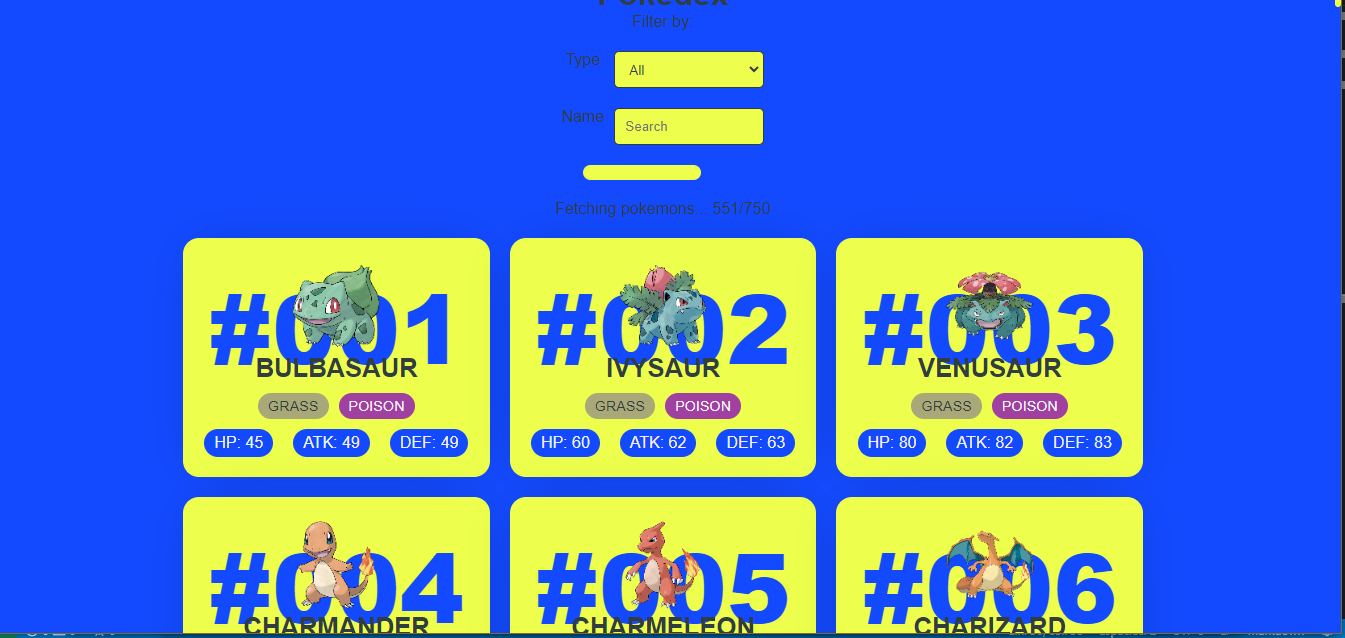 Pokedex
Filter by:
Type
All
Name
Search
Fetching pokemons... 551/750
#001
BULBASAUR
GRASS POISON
HP: 45 ATK: 49 DEF: 49
#002
IVYSAUR
GRASS POISON
HP: 60 ATK: 62 DEF: 63
#003
VENUSAUR
GRASS POISON
HP: 80 ATK: 82 DEF: 83
#004
CHARMANDER
#005
CHARMELEON
#006
CHARIZARD